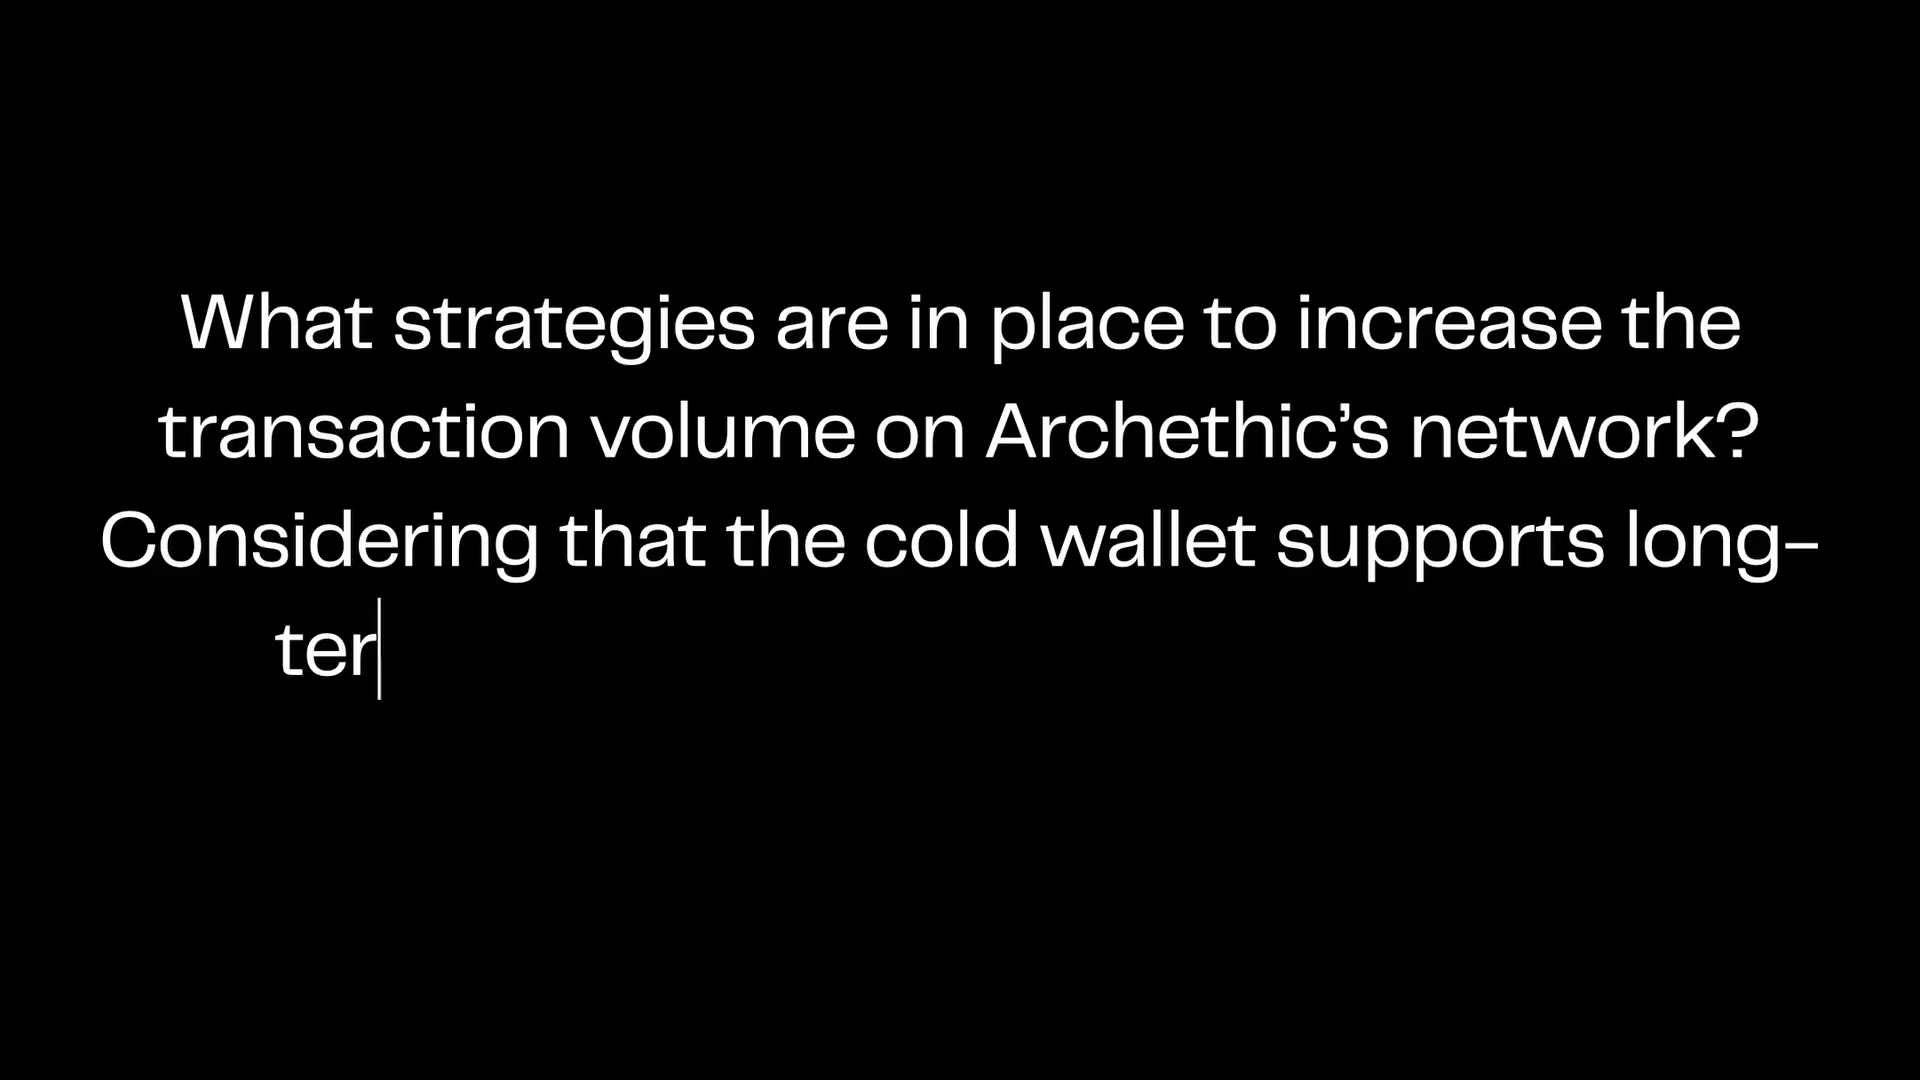 What strategies are in place to increase the
transaction volume on Archethic’s network?
Considering that the cold wallet supports long-
ter